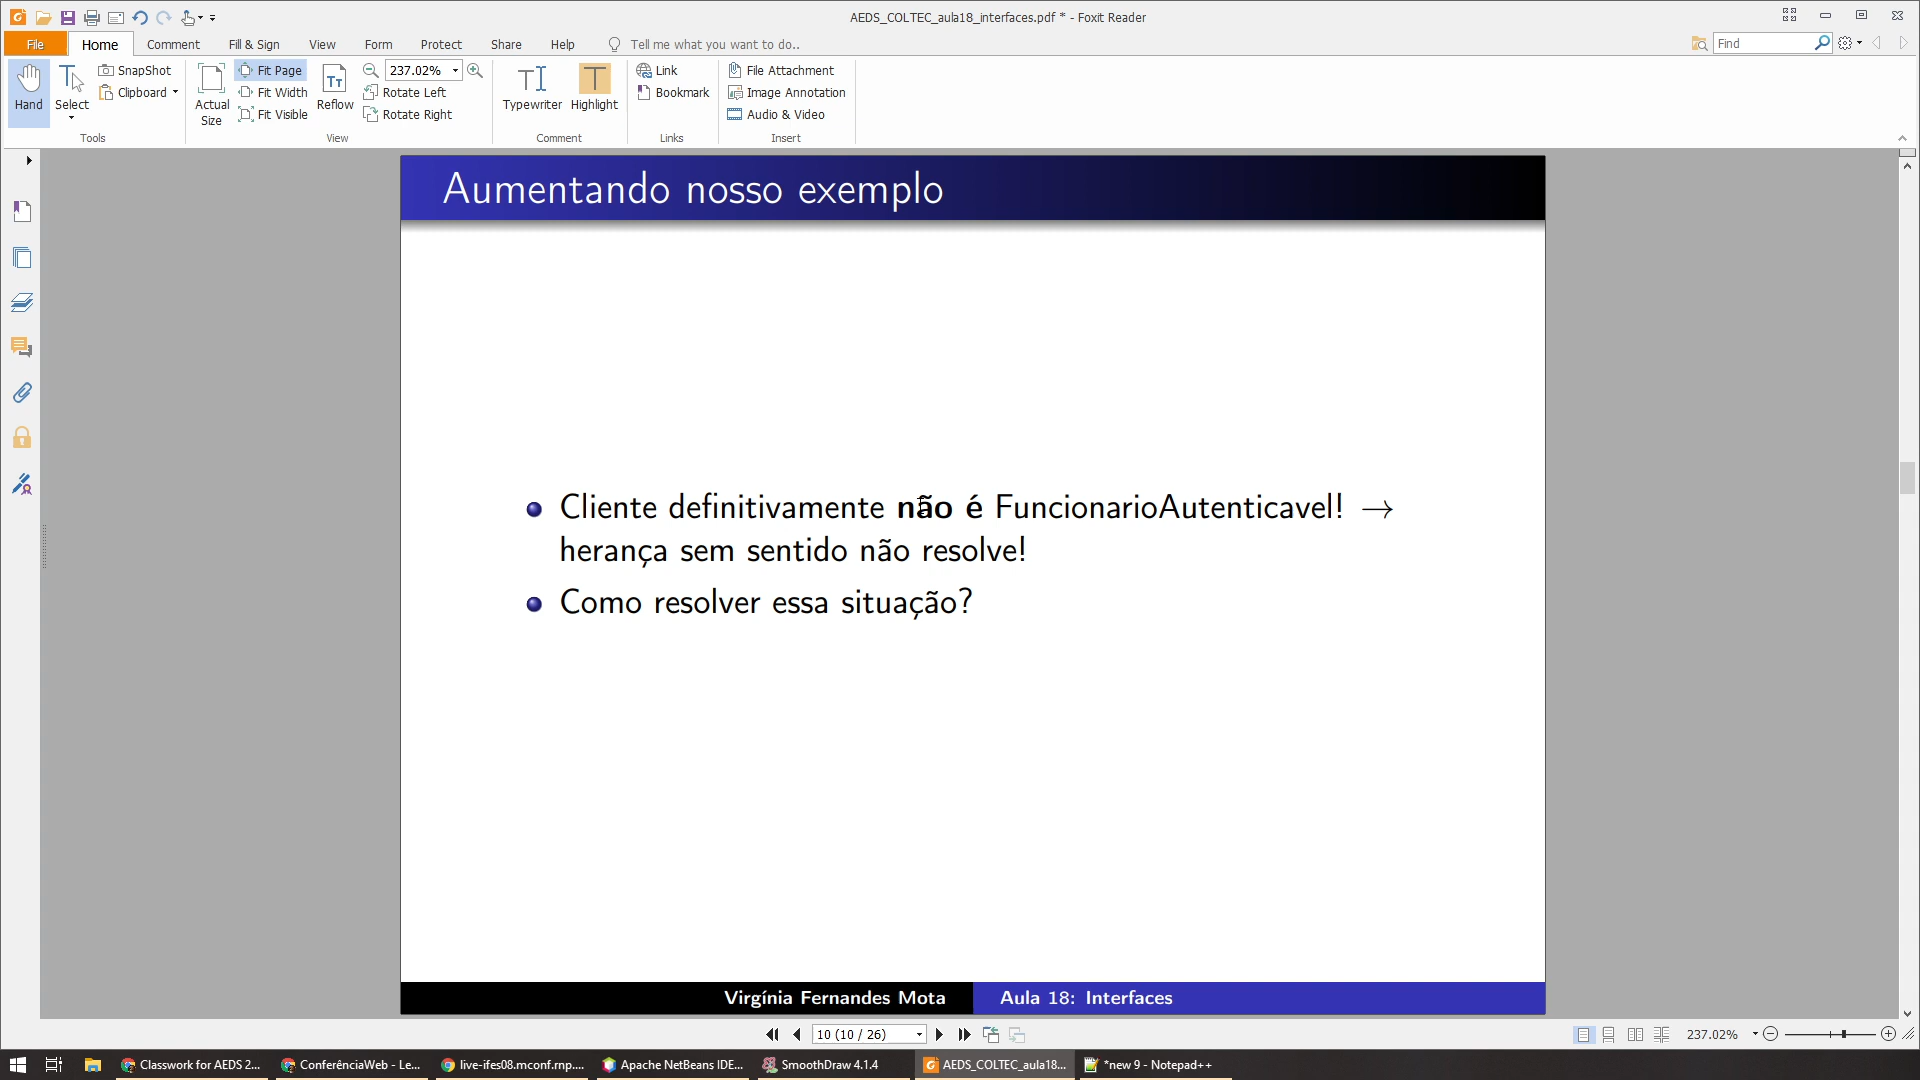 AEDS_COLTEC_aula18_interfaces.pdf * - Foxit Reader
File Home Comment Fill & Sign View Form Protect Share Help Tell me what you want to do.. Find
Hand Select SnapShot Clipboard
Tools
Actual Size Fit Page Fit Width Fit Visible Reflow 237.02% Rotate Left Rotate Right
View
Typewriter Highlight
Comment
Link Bookmark
Links
File Attachment Image Annotation Audio & Video
Insert
Aumentando nosso exemplo
Cliente definitivamente não é FuncionarioAutenticavel! →
herança sem sentido não resolve!
Como resolver essa situação?
Virgínia Fernandes Mota Aula 18: Interfaces
10 (10 / 26) 237.02%
Classwork for AEDS 2... ConferênciaWeb - Le... live-ifes08.mconf.rnp.... Apache NetBeans IDE... SmoothDraw 4.1.4 AEDS_COLTEC_aula18... *new 9 - Notepad++